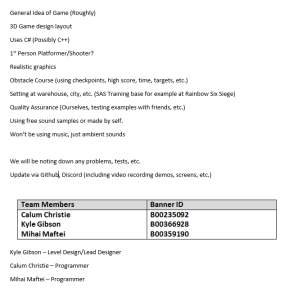 General Idea of Game (Roughly)
3D Game design layout
Uses C# (Possibly C++)
1st Person Platformer/Shooter?
Realistic graphics
Obstacle Course (using checkpoints, high score, time, targets, etc.)
Setting at warehouse, city, etc. (SAS Training base for example at Rainbow Six Siege)
Quality Assurance (Ourselves, testing examples with friends, etc.)
Using free sound samples or made by self.
Won't be using music, just ambient sounds
We will be noting down any problems, tests, etc.
Update via Github, Discord (Including video recording demos, screens, etc.)
Team Members Banner ID
Calum Christie B00235092
Kyle Gibson B00366928
Mihai Maftei B00359190
Kyle Gibson – Level Design/Lead Designer
Calum Christie – Programmer
Mihai Maftei – Programmer